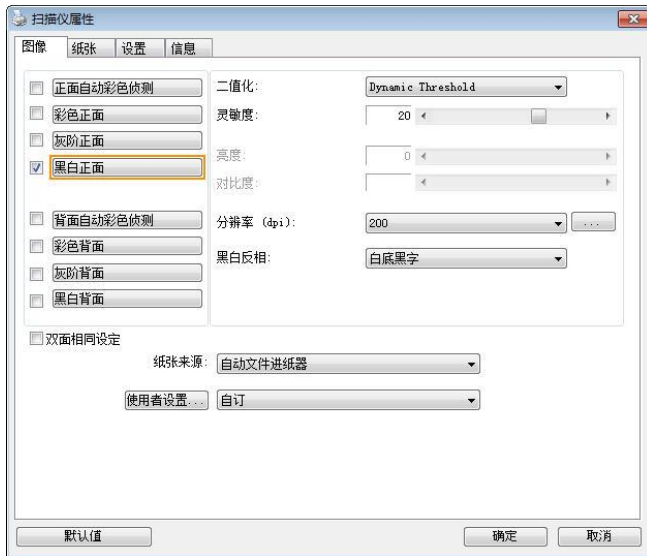 扫描仪属性
图像 纸张 设置 信息
正面自动彩色侦测
彩色正面
灰阶正面
黑白正面
背面自动彩色侦测
彩色背面
灰阶背面
黑白背面
二值化: Dynamic Threshold
灵敏度: 20
亮度: 0
对比度:
分辨率 (dpi): 200 ...
黑白反相: 白底黑字
双面相同设定
纸张来源: 自动文件进纸器
使用者设置... 自订
默认值 确定 取消